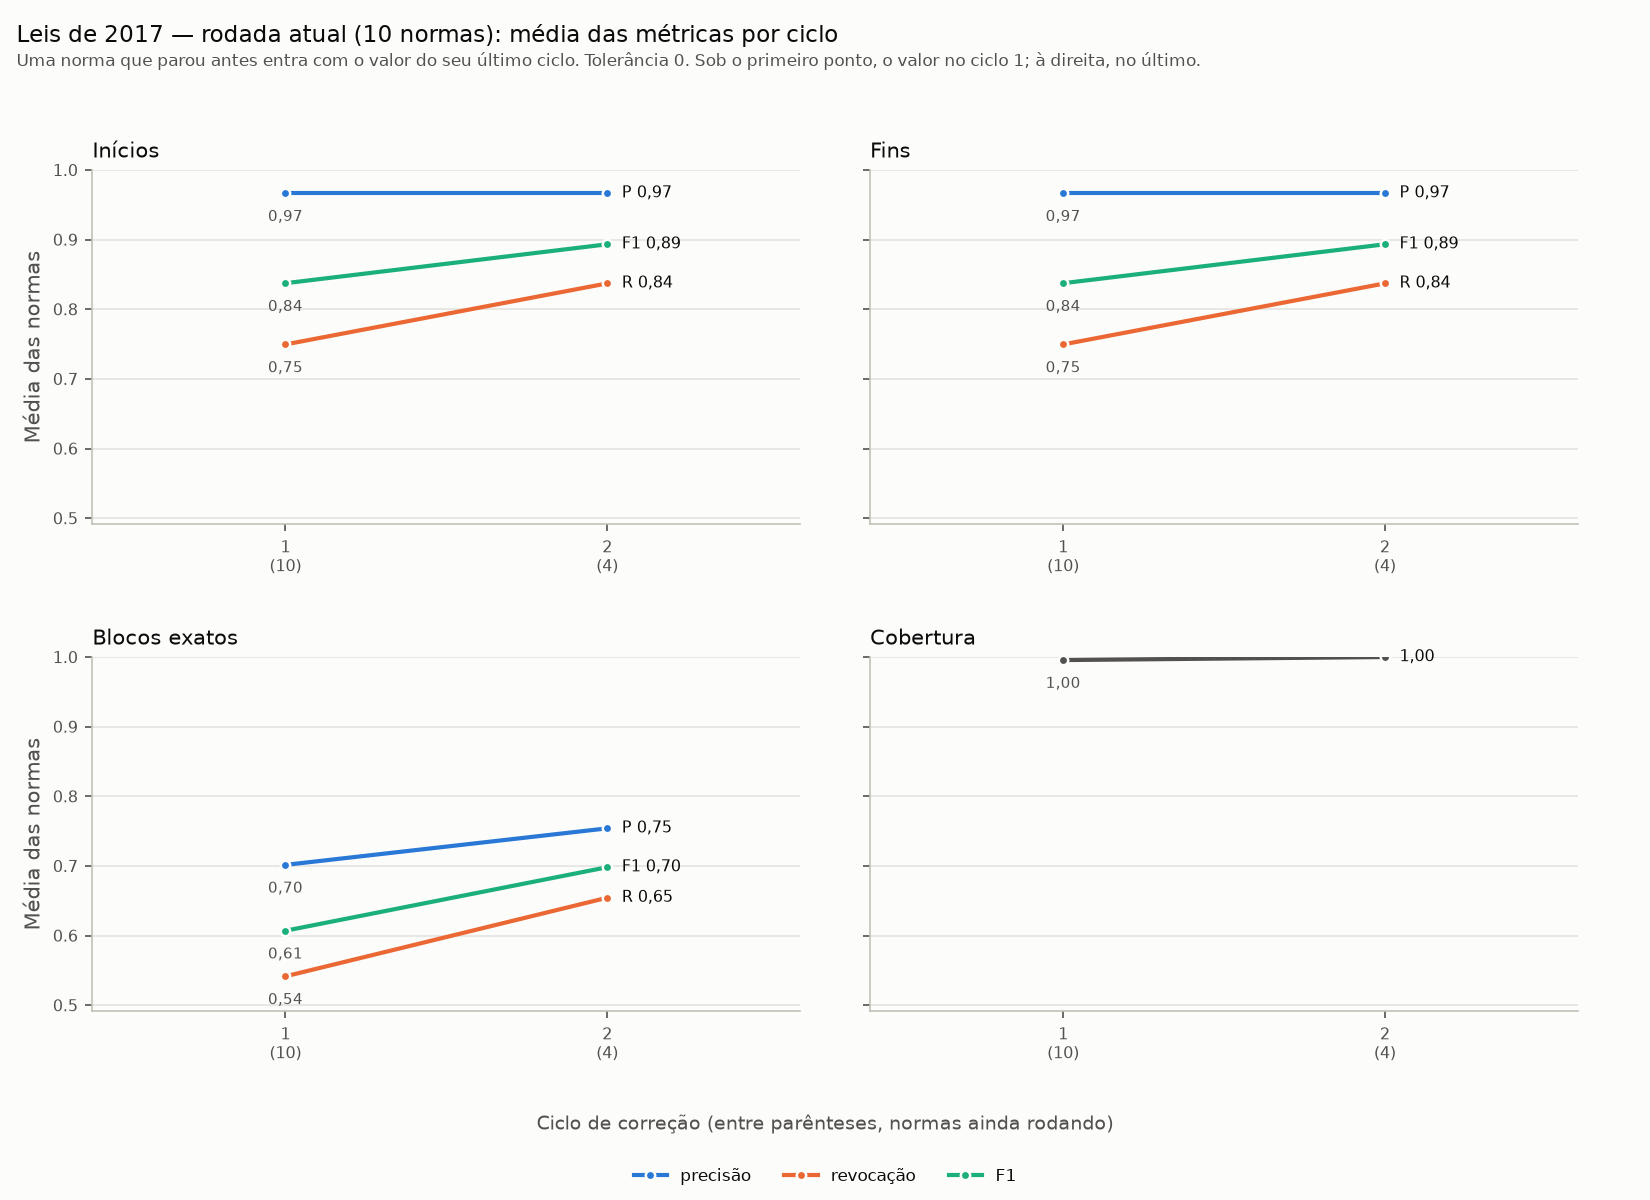 Leis de 2017 — rodada atual (10 normas): média das métricas por ciclo
Uma norma que parou antes entra com o valor do seu último ciclo. Tolerância 0. Sob o primeiro ponto, o valor no ciclo 1; à direita, no último.
Inícios
Média das normas
1.0
0.9
0.8
0.7
0.6
0.5
P 0,97
0,97
F1 0,89
0,84
R 0,84
0,75
1
(10)
2
(4)
Fins
P 0,97
0,97
F1 0,89
0,84
R 0,84
0,75
1
(10)
2
(4)
Blocos exatos
Média das normas
1.0
0.9
0.8
0.7
0.6
0.5
P 0,75
0,70
F1 0,70
0,61
R 0,65
0,54
1
(10)
2
(4)
Cobertura
1,00
1,00
1
(10)
2
(4)
Ciclo de correção (entre parênteses, normas ainda rodando)
precisão
revocação
F1